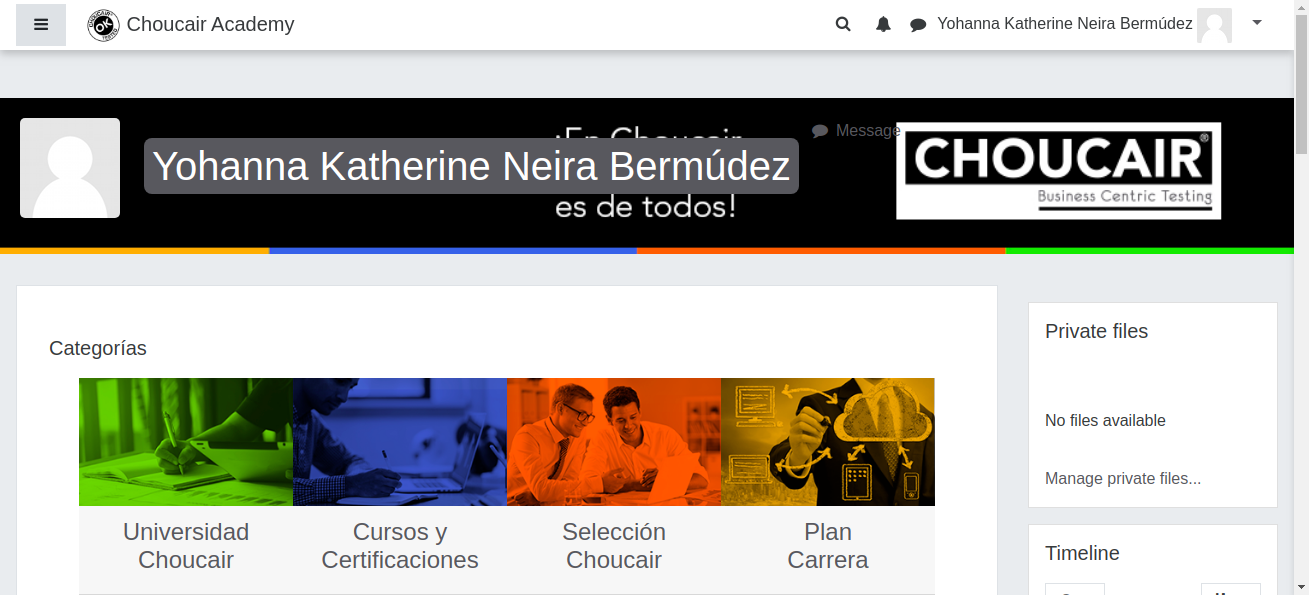 Choucair Academy
Yohanna Katherine Neira Bermúdez
¡En Choucair
Message
Yohanna Katherine Neira Bermúdez
es de todos!
CHOUCAIR®
Business Centric Testing
Categorías
Universidad
Choucair
Cursos y
Certificaciones
Selección
Choucair
Plan
Carrera
Private files
No files available
Manage private files...
Timeline